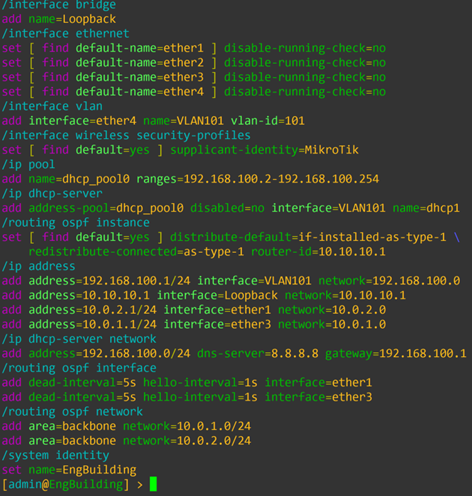 /interface bridge
add name=Loopback
/interface ethernet
set [ find default-name=ether1 ] disable-running-check=no
set [ find default-name=ether2 ] disable-running-check=no
set [ find default-name=ether3 ] disable-running-check=no
set [ find default-name=ether4 ] disable-running-check=no
/interface vlan
add interface=ether4 name=VLAN101 vlan-id=101
/interface wireless security-profiles
set [ find default=yes ] supplicant-identity=MikroTik
/ip pool
add name=dhcp_pool0 ranges=192.168.100.2-192.168.100.254
/ip dhcp-server
add address-pool=dhcp_pool0 disabled=no interface=VLAN101 name=dhcp1
/routing ospf instance
set [ find default=yes ] distribute-default=if-installed-as-type-1 \
    redistribute-connected=as-type-1 router-id=10.10.10.1
/ip address
add address=192.168.100.1/24 interface=VLAN101 network=192.168.100.0
add address=10.10.10.1 interface=Loopback network=10.10.10.1
add address=10.0.2.1/24 interface=ether1 network=10.0.2.0
add address=10.0.1.1/24 interface=ether3 network=10.0.1.0
/ip dhcp-server network
add address=192.168.100.0/24 dns-server=8.8.8.8 gateway=192.168.100.1
/routing ospf interface
add dead-interval=5s hello-interval=1s interface=ether1
add dead-interval=5s hello-interval=1s interface=ether3
/routing ospf network
add area=backbone network=10.0.1.0/24
add area=backbone network=10.0.2.0/24
/system identity
set name=EngBuilding
[admin@EngBuilding] >